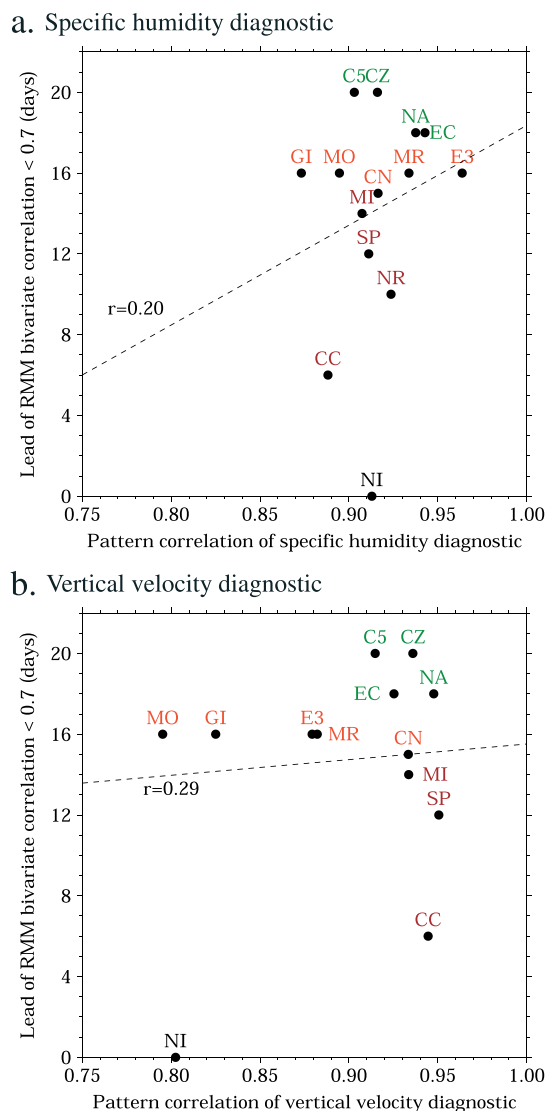 a. Specific humidity diagnostic
Lead of RMM bivariate correlation < 0.7 (days)
20
16
12
8
4
0
C5 CZ
NA
EC
GI MO MR E3
CN
MI
SP
NR
r=0.20
CC
NI
0.75 0.80 0.85 0.90 0.95 1.00
Pattern correlation of specific humidity diagnostic
b. Vertical velocity diagnostic
Lead of RMM bivariate correlation < 0.7 (days)
20
16
12
8
4
0
C5 CZ
EC NA
MO GI E3 MR
CN
MI
r=0.29
SP
CC
NI
0.75 0.80 0.85 0.90 0.95 1.00
Pattern correlation of vertical velocity diagnostic